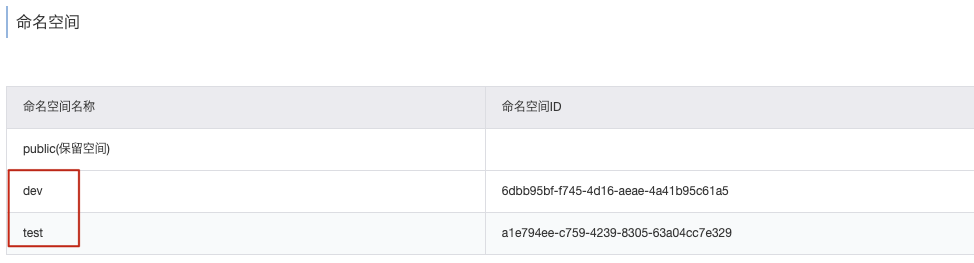 命名空间
命名空间名称 命名空间ID
public(保留空间)
dev 6dbb95bf-f745-4d16-aeae-4a41b95c61a5
test a1e794ee-c759-4239-8305-63a04cc7e329